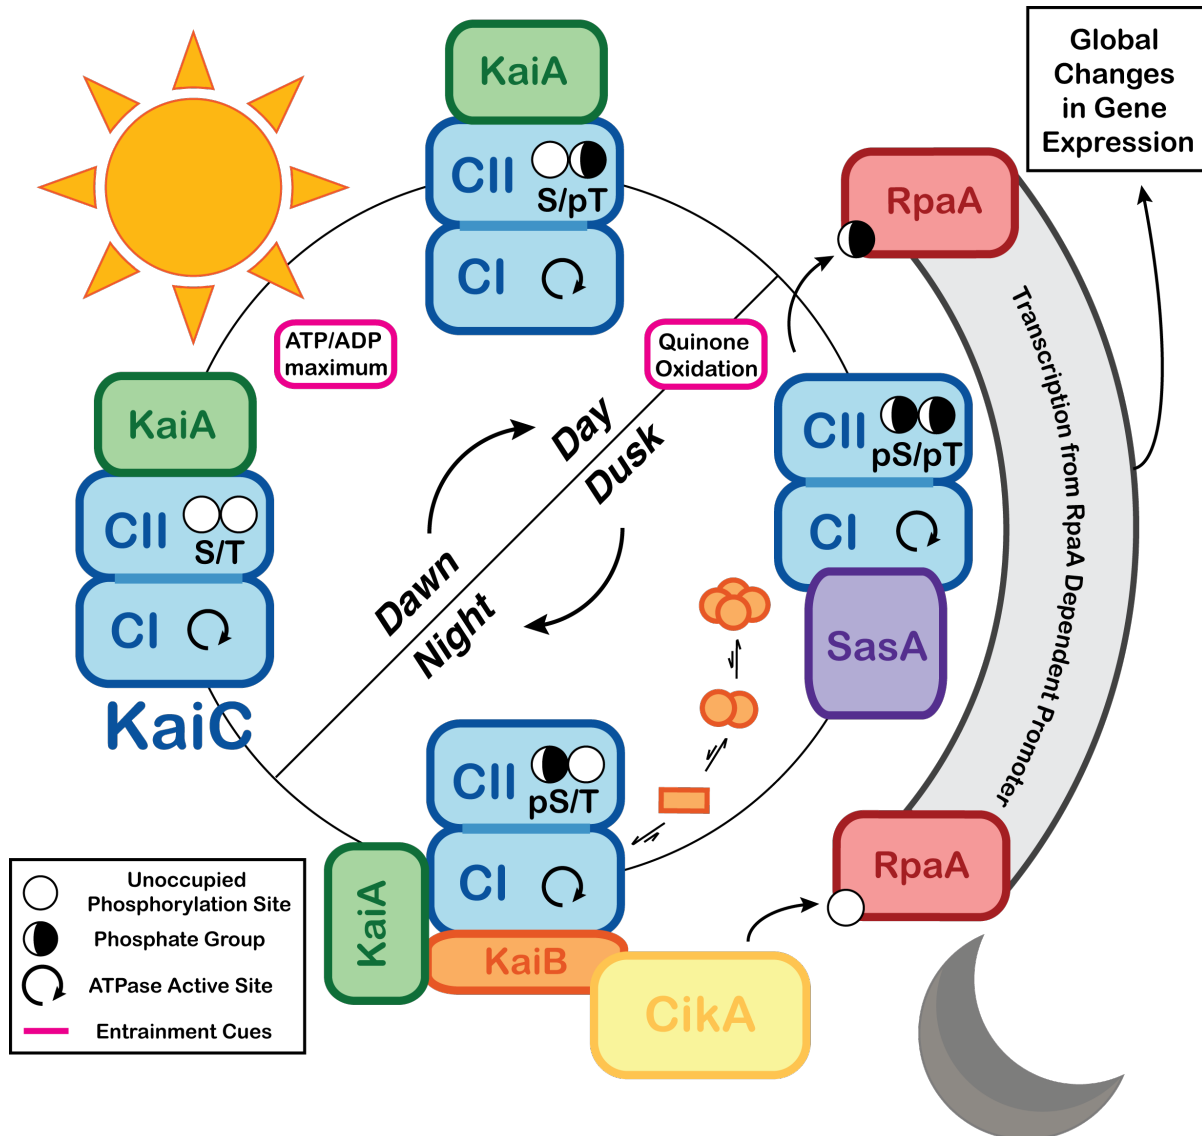 KaiA
CII
S/pT
CI
Global
Changes
in Gene
Expression
RpaA
ATP/ADP
maximum
Quinone
Oxidation
KaiA
CII
S/T
CI
KaiC
Day
Dusk
Dawn
Night
CII
pS/pT
CI
SasA
Transcription from RpaA Dependent Promoter
CII
pS/T
CI
KaiA
KaiB
CikA
RpaA
Unoccupied
Phosphorylation Site
Phosphate Group
ATPase Active Site
Entrainment Cues